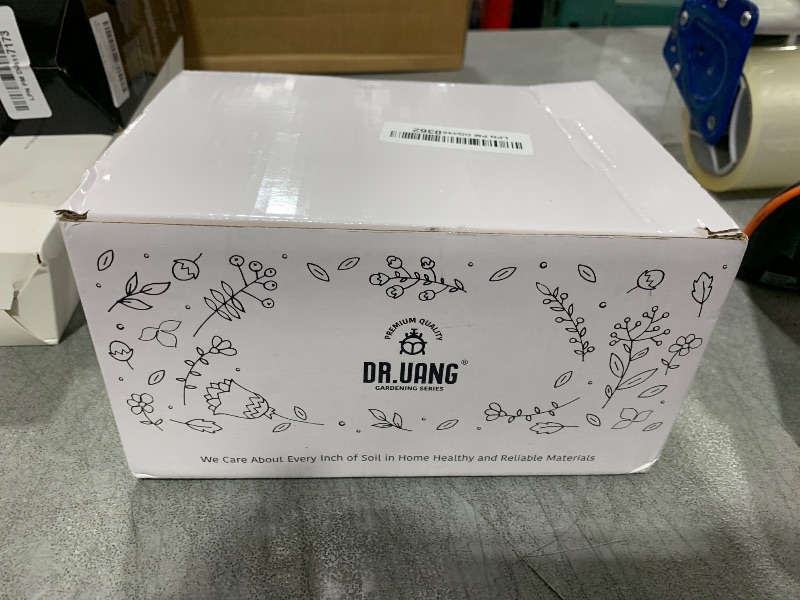 PREMIUM QUALITY
DR.UANG®
GARDENING SERIES
We Care About Every Inch of Soil in Home Healthy and Reliable Materials